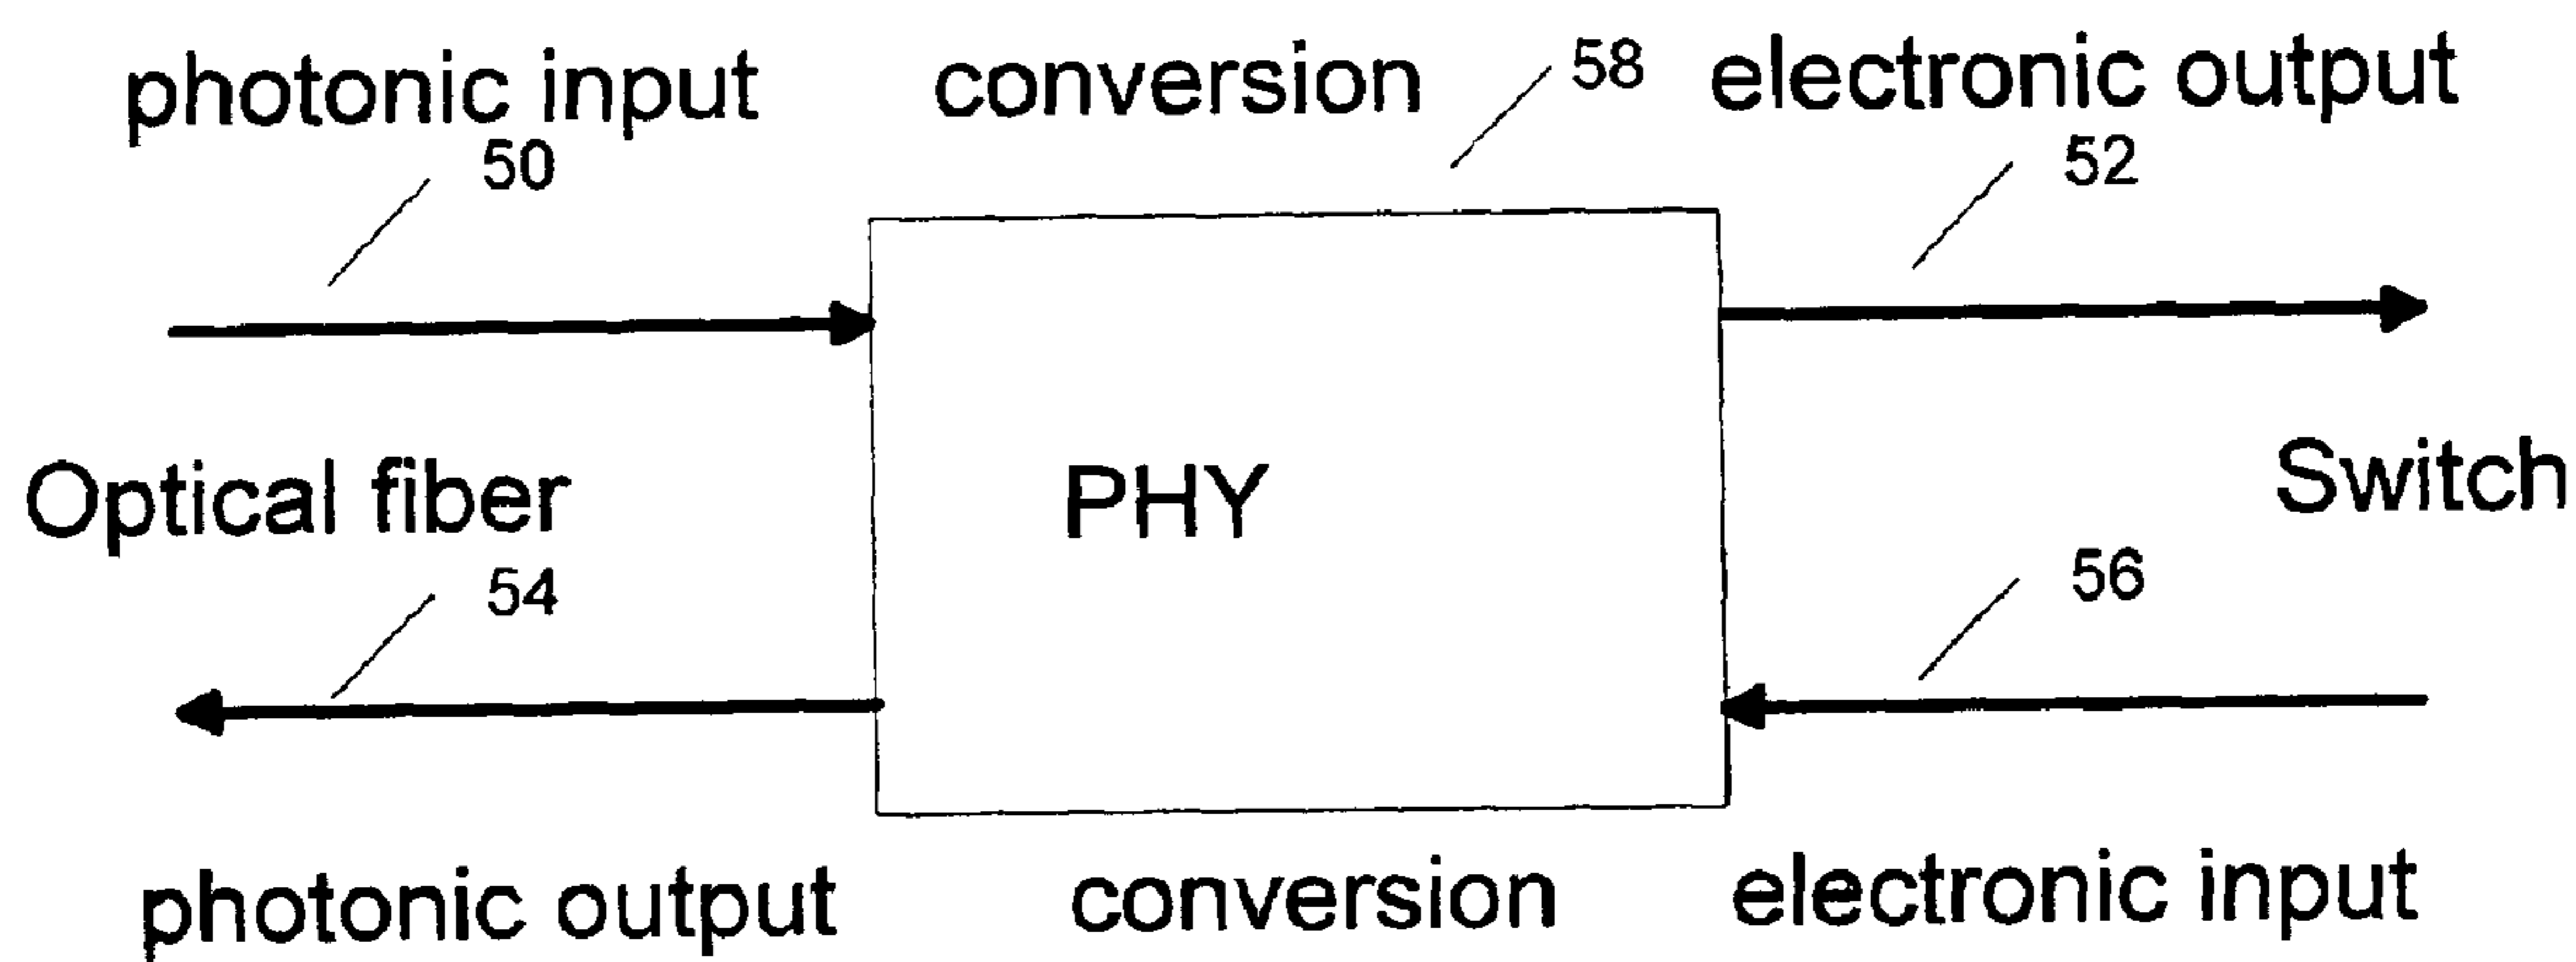 photonic input
conversion
58
electronic output
50
52
Optical fiber
PHY
Switch
54
56
photonic output
conversion
electronic input